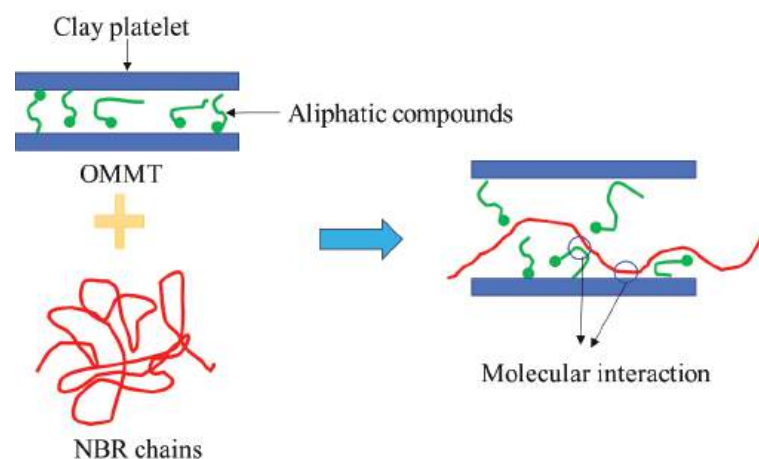 Clay platelet
Aliphatic compounds
OMMT
NBR chains
Molecular interaction